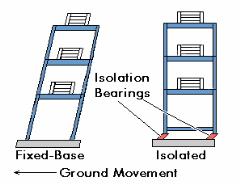 Isolation
Bearings
Fixed-Base
Isolated
Ground Movement